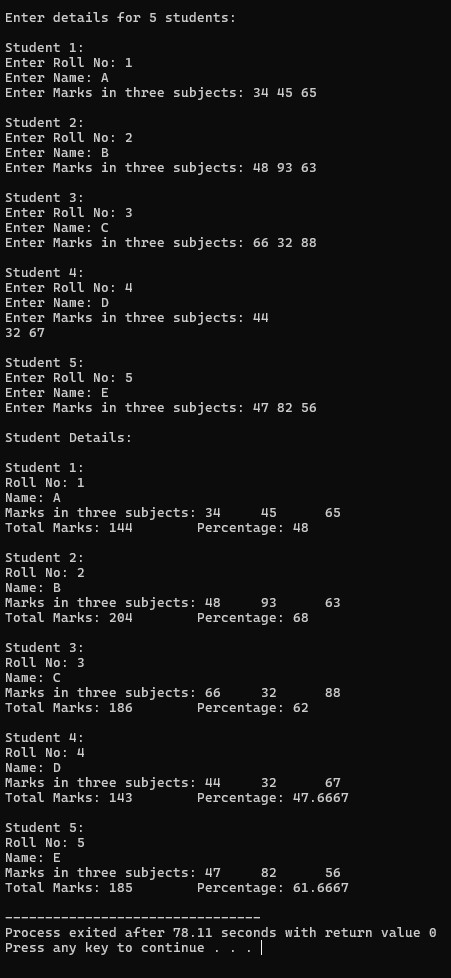 Enter details for 5 students:
Student 1:
Enter Roll No: 1
Enter Name: A
Enter Marks in three subjects: 34 45 65
Student 2:
Enter Roll No: 2
Enter Name: B
Enter Marks in three subjects: 48 93 63
Student 3:
Enter Roll No: 3
Enter Name: C
Enter Marks in three subjects: 66 32 88
Student 4:
Enter Roll No: 4
Enter Name: D
Enter Marks in three subjects: 44
32 67
Student 5:
Enter Roll No: 5
Enter Name: E
Enter Marks in three subjects: 47 82 56
Student Details:
Student 1:
Roll No: 1
Name: A
Marks in three subjects: 34     45      65
Total Marks: 144        Percentage: 48
Student 2:
Roll No: 2
Name: B
Marks in three subjects: 48     93      63
Total Marks: 204        Percentage: 68
Student 3:
Roll No: 3
Name: C
Marks in three subjects: 66     32      88
Total Marks: 186        Percentage: 62
Student 4:
Roll No: 4
Name: D
Marks in three subjects: 44     32      67
Total Marks: 143        Percentage: 47.6667
Student 5:
Roll No: 5
Name: E
Marks in three subjects: 47     82      56
Total Marks: 185        Percentage: 61.6667
--------------------------------
Process exited after 78.11 seconds with return value 0
Press any key to continue . . .